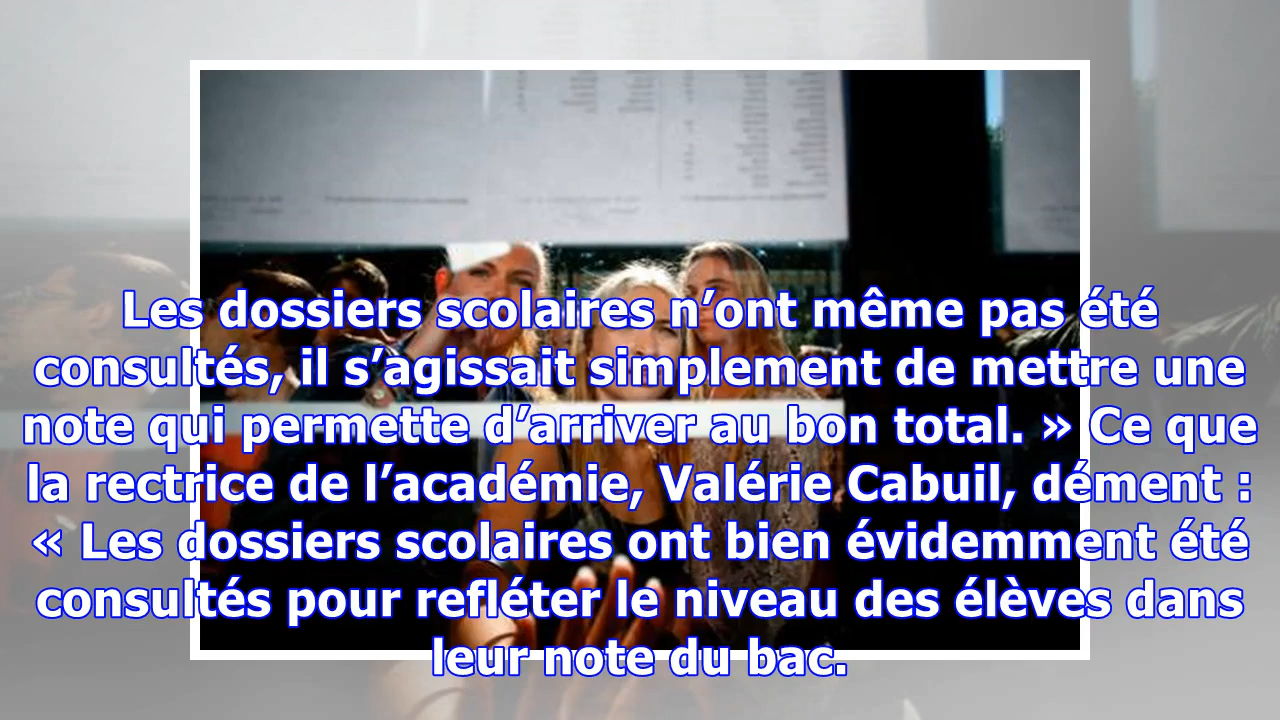 Les dossiers scolaires n’ont même pas été
consultés, il s’agissait simplement de mettre une
note qui permette d’arriver au bon total. » Ce que
la rectrice de l’académie, Valérie Cabuil, dément :
« Les dossiers scolaires ont bien évidemment été
consultés pour refléter le niveau des élèves dans
leur note du bac.